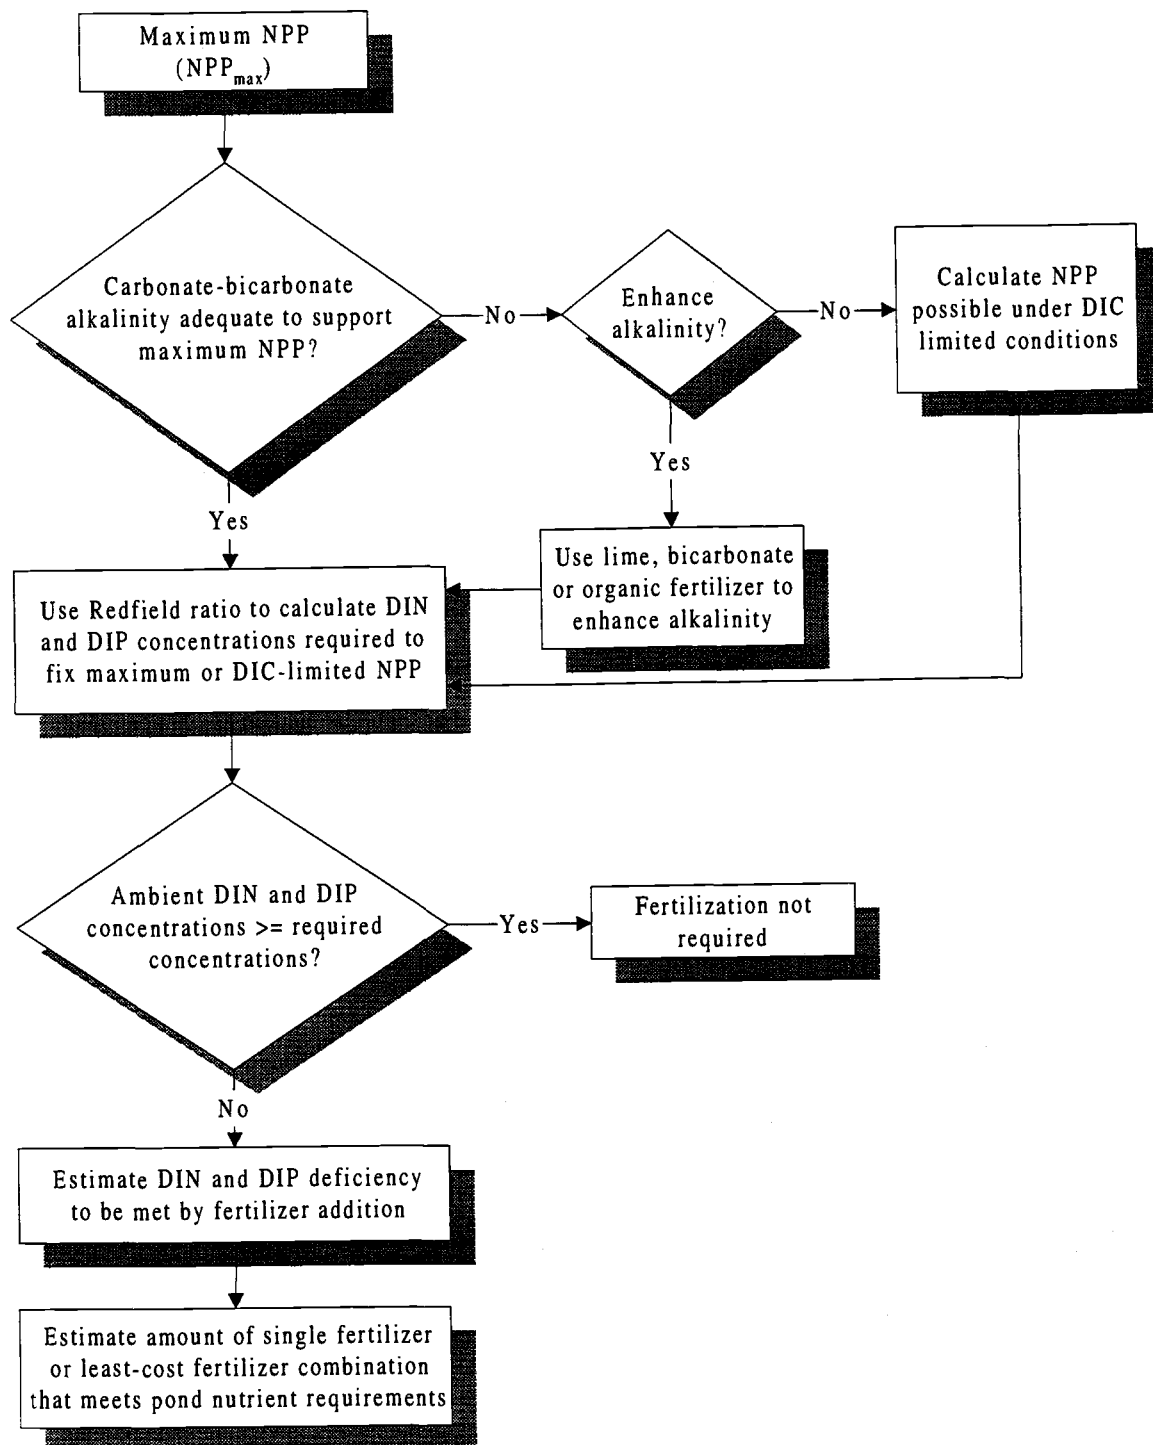 Maximum NPP
(NPPmax)
Carbonate-bicarbonate
alkalinity adequate to support
maximum NPP?
No
Enhance
alkalinity?
No
Calculate NPP
possible under DIC
limited conditions
Yes
Yes
Use lime, bicarbonate
or organic fertilizer to
enhance alkalinity
Use Redfield ratio to calculate DIN
and DIP concentrations required to
fix maximum or DIC-limited NPP
Ambient DIN and DIP
concentrations >= required
concentrations?
Yes
Fertilization not
required
No
Estimate DIN and DIP deficiency
to be met by fertilizer addition
Estimate amount of single fertilizer
or least-cost fertilizer combination
that meets pond nutrient requirements